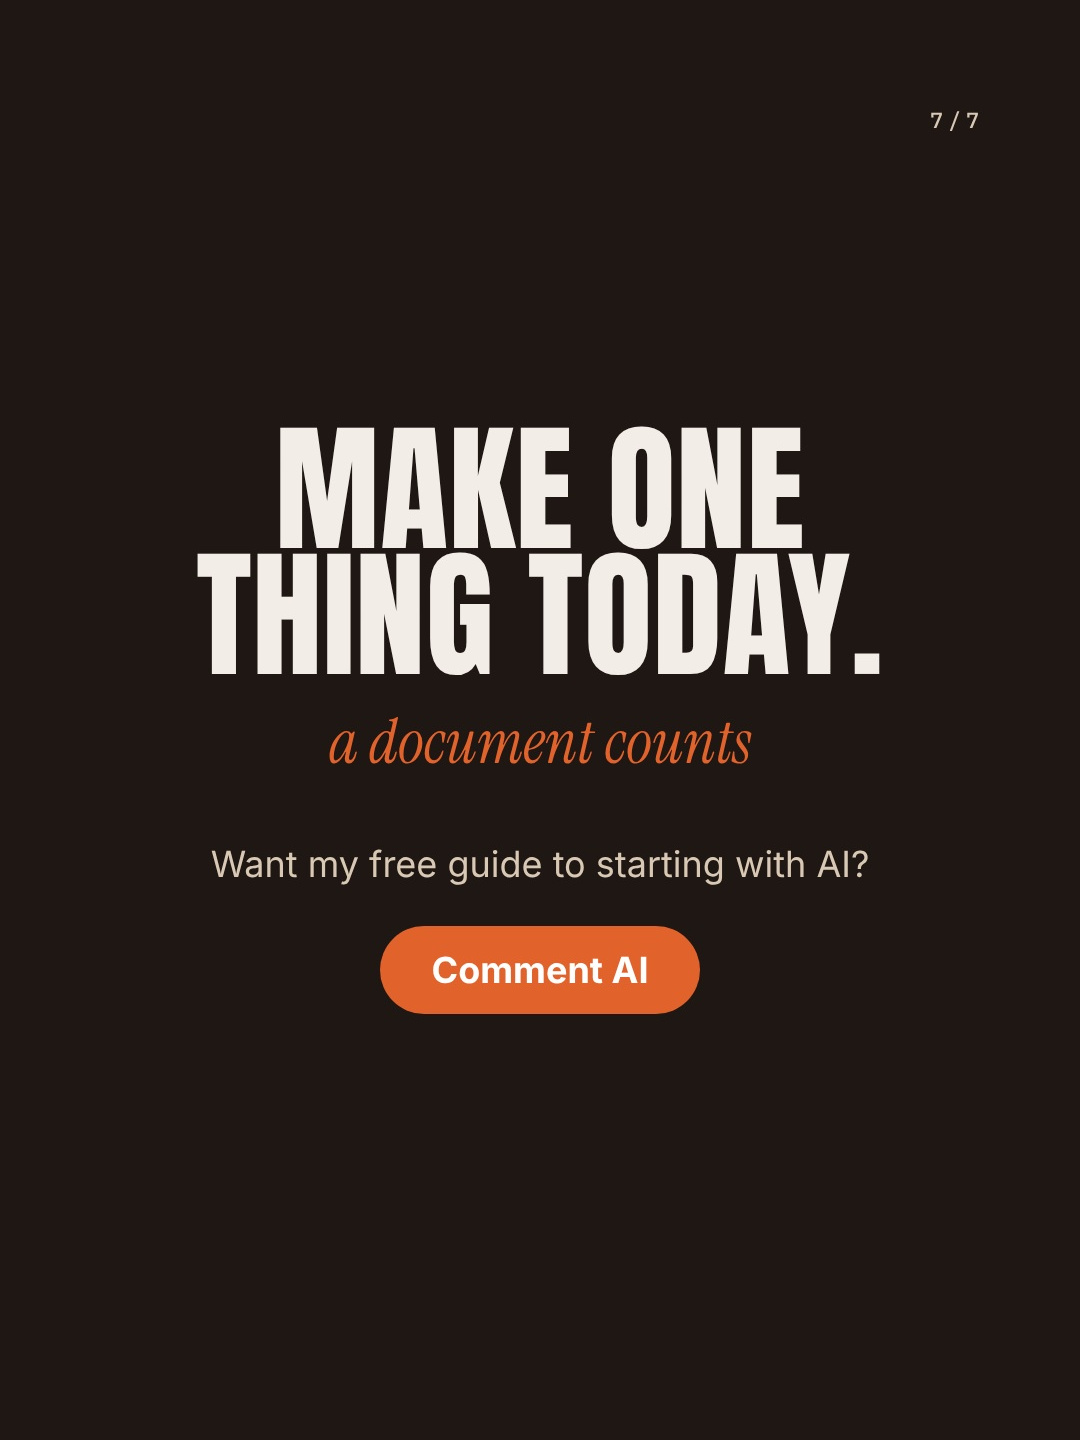 7 / 7
MAKE ONE
THING TODAY.
a document counts
Want my free guide to starting with AI?
Comment AI